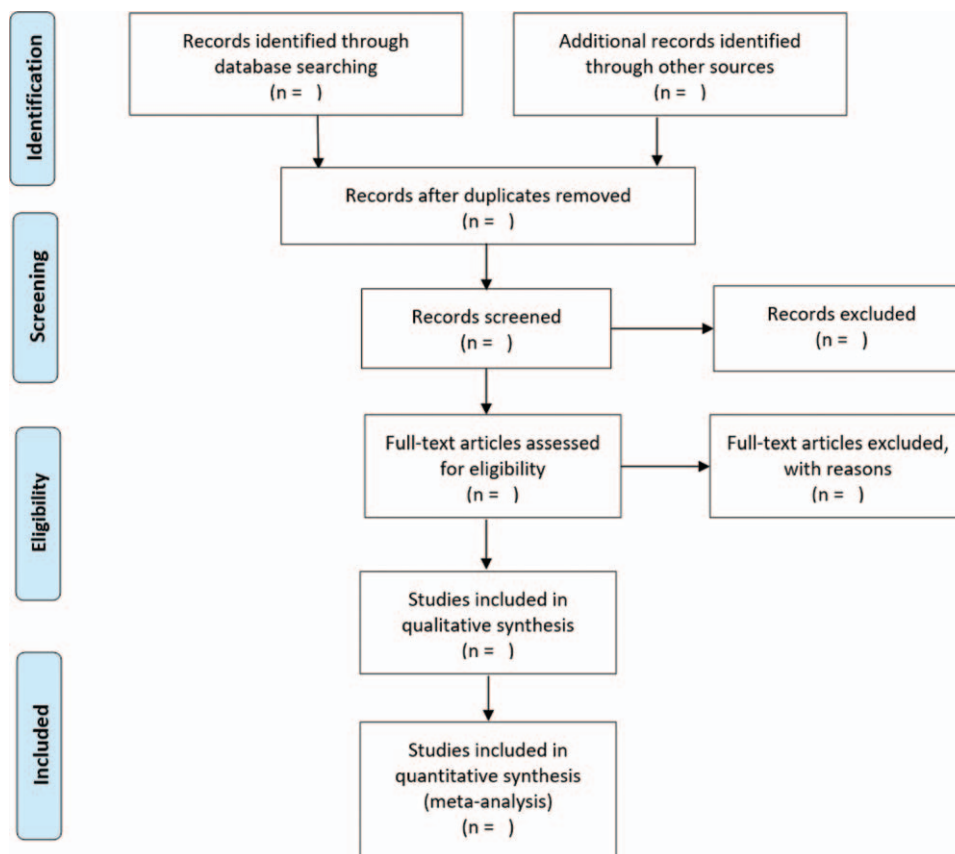 Identification
Records identified through
database searching
(n = )
Additional records identified
through other sources
(n = )
Records after duplicates removed
(n = )
Screening
Records screened
(n = )
Records excluded
(n = )
Eligibility
Full-text articles assessed
for eligibility
(n = )
Full-text articles excluded,
with reasons
(n = )
Studies included in
qualitative synthesis
(n = )
Included
Studies included in
quantitative synthesis
(meta-analysis)
(n = )